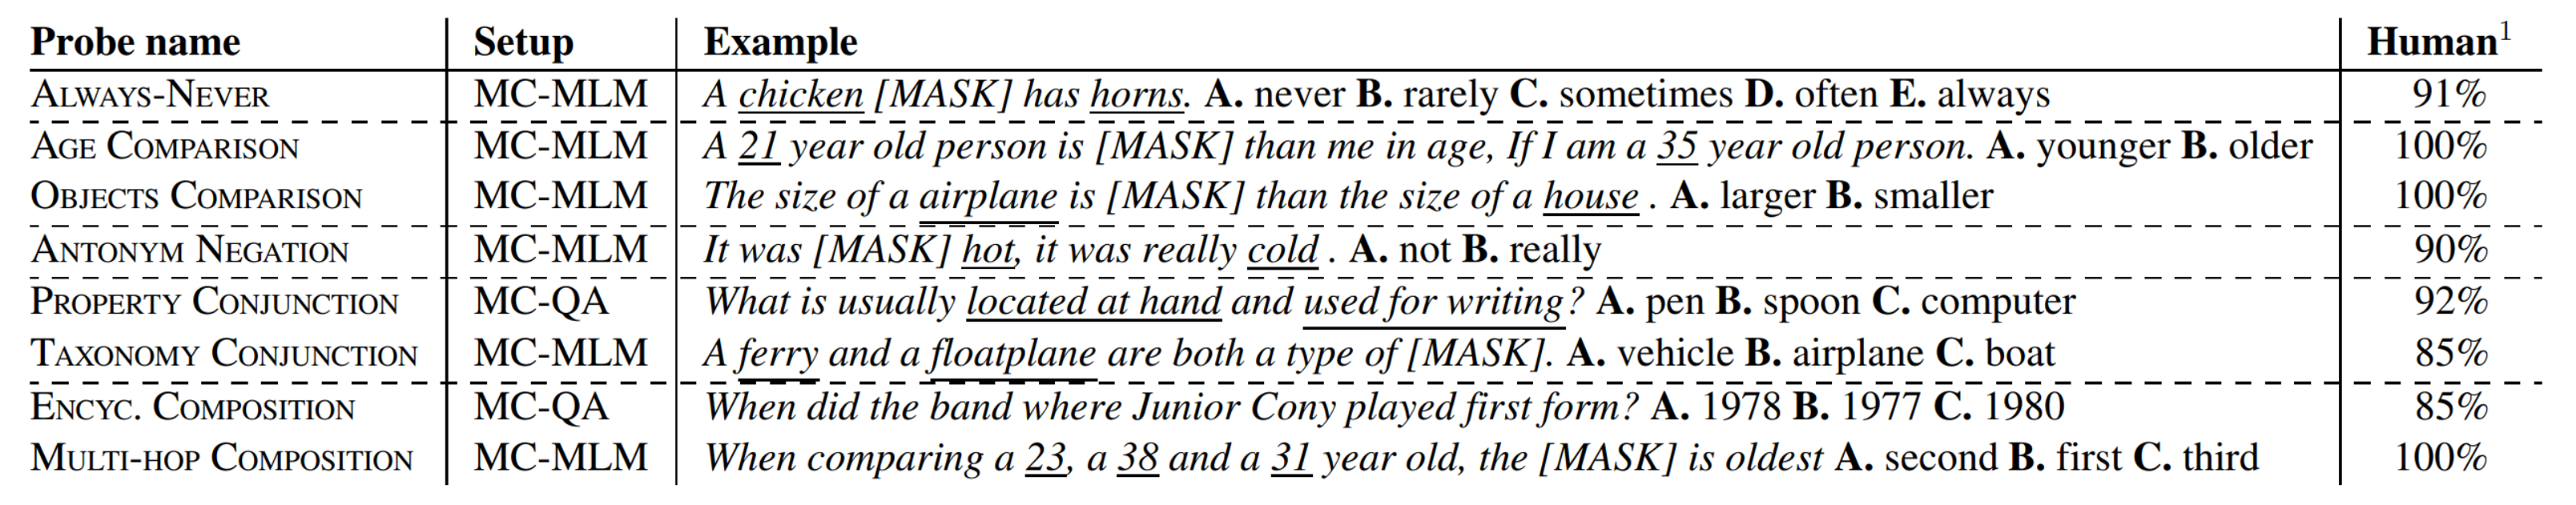 Probe name Setup Example Human1
ALWAYS-NEVER MC-MLM A chicken [MASK] has horns. A. never B. rarely C. sometimes D. often E. always 91%
AGE COMPARISON MC-MLM A 21 year old person is [MASK] than me in age, If I am a 35 year old person. A. younger B. older 100%
OBJECTS COMPARISON MC-MLM The size of a airplane is [MASK] than the size of a house . A. larger B. smaller 100%
ANTONYM NEGATION MC-MLM It was [MASK] hot, it was really cold . A. not B. really 90%
PROPERTY CONJUNCTION MC-QA What is usually located at hand and used for writing? A. pen B. spoon C. computer 92%
TAXONOMY CONJUNCTION MC-MLM A ferry and a floatplane are both a type of [MASK]. A. vehicle B. airplane C. boat 85%
ENCYC. COMPOSITION MC-QA When did the band where Junior Cony played first form? A. 1978 B. 1977 C. 1980 85%
MULTI-HOP COMPOSITION MC-MLM When comparing a 23, a 38 and a 31 year old, the [MASK] is oldest A. second B. first C. third 100%